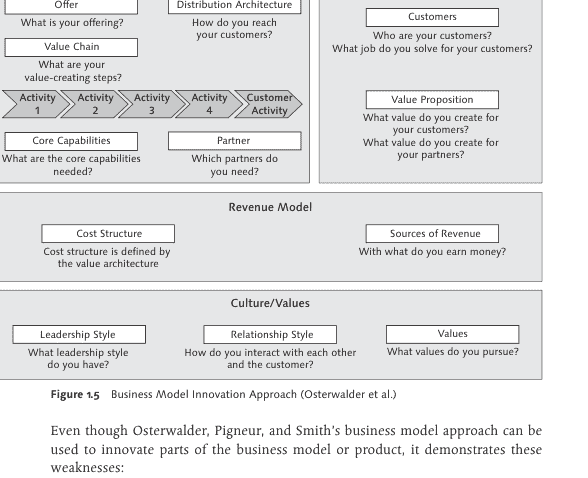 Offer
What is your offering?
Distribution Architecture
How do you reach
your customers?
Value Chain
What are your
value-creating steps?
Activity
1
Activity
2
Activity
3
Activity
4
Customer
Activity
Core Capabilities
What are the core capabilities
needed?
Partner
Which partners do
you need?
Customers
Who are your customers?
What job do you solve for your customers?
Value Proposition
What value do you create for
your customers?
What value do you create for
your partners?
Revenue Model
Cost Structure
Cost structure is defined by
the value architecture
Sources of Revenue
With what do you earn money?
Culture/Values
Leadership Style
What leadership style
do you have?
Relationship Style
How do you interact with each other
and the customer?
Values
What values do you pursue?
Figure 1.5 Business Model Innovation Approach (Osterwalder et al.)
Even though Osterwalder, Pigneur, and Smith's business model approach can be
used to innovate parts of the business model or product, it demonstrates these
weaknesses: